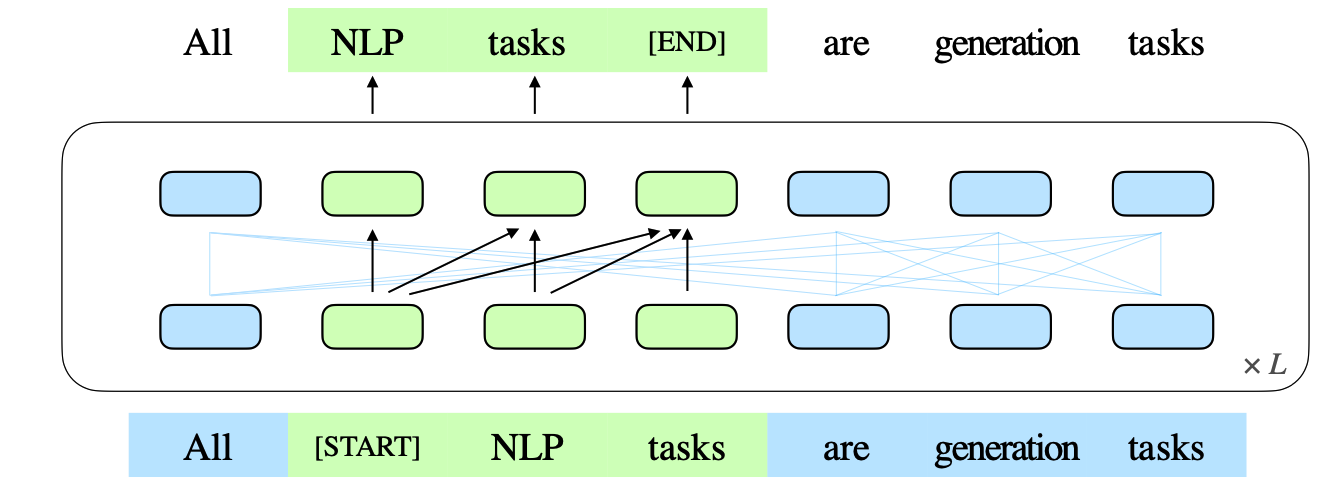 All NLP tasks [END] are generation tasks
× L
All [START] NLP tasks are generation tasks